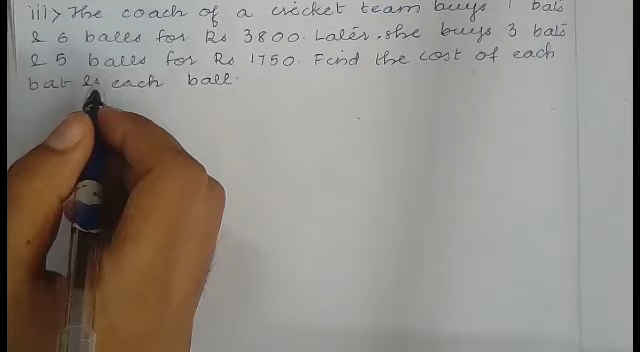 iii) The coach of a cricket team buys 7 bats
& 6 balls for Rs 3800. Later, she buys 3 bats
& 5 balls for Rs 1750. Find the cost of each
bat & each ball.